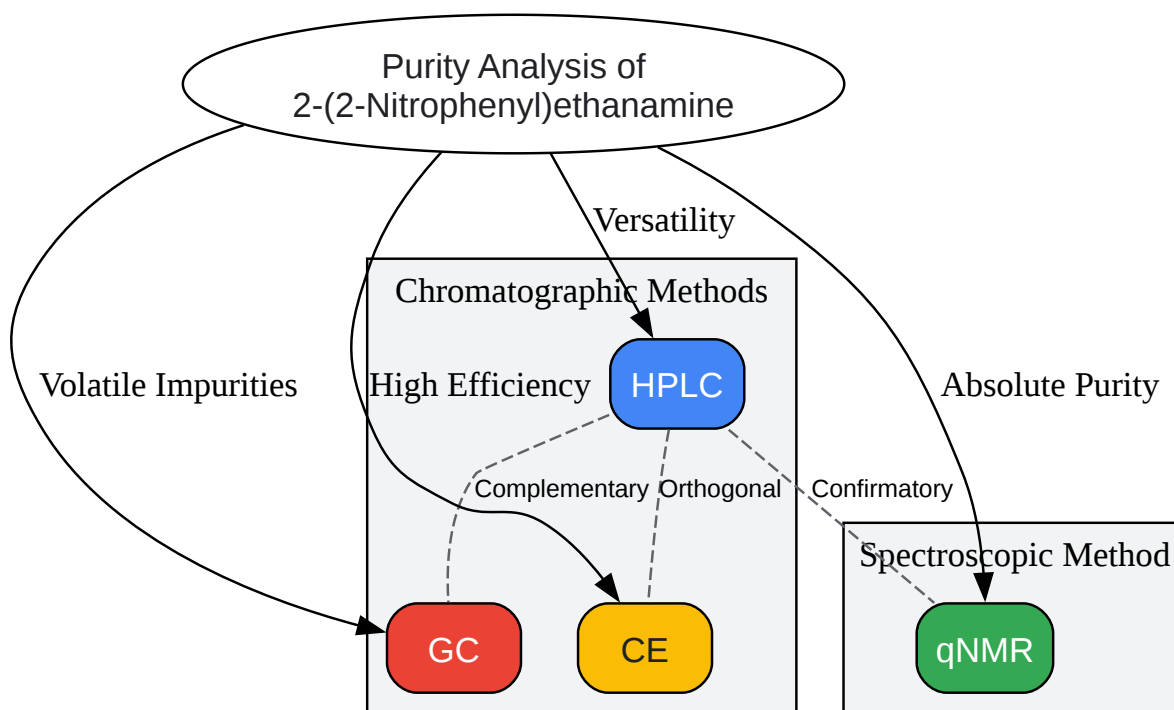 Purity Analysis of
2-(2-Nitrophenyl)ethanamine
Versatility
Chromatographic Methods
Volatile Impurities
High Efficiency
HPLC
Absolute Purity
Complementary
Orthogonal
Confirmatory
Spectroscopic Method
GC
CE
qNMR